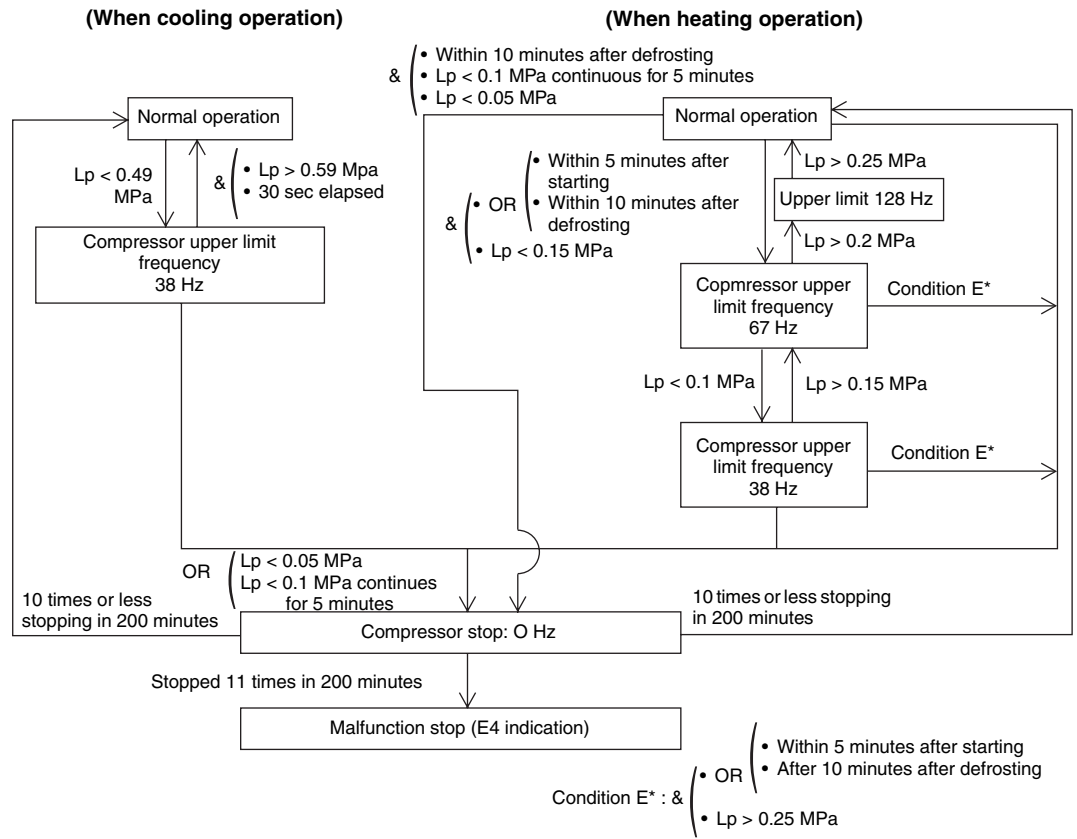 (When cooling operation)
(When heating operation)
&
• Within 10 minutes after defrosting
• Lp < 0.1 MPa continuous for 5 minutes
• Lp < 0.05 MPa
Normal operation
Lp < 0.49
MPa
&
• Lp > 0.59 Mpa
• 30 sec elapsed
Compressor upper limit
frequency
38 Hz
Normal operation
&
• OR
• Within 5 minutes after
starting
• Within 10 minutes after
defrosting
• Lp < 0.15 MPa
Lp > 0.25 MPa
Upper limit 128 Hz
Lp > 0.2 MPa
Copmressor upper
limit frequency
67 Hz
Condition E*
Lp < 0.1 MPa
Lp > 0.15 MPa
Compressor upper
limit frequency
38 Hz
Condition E*
OR
Lp < 0.05 MPa
Lp < 0.1 MPa continues
for 5 minutes
10 times or less
stopping in 200 minutes
10 times or less stopping
in 200 minutes
Compressor stop: O Hz
Stopped 11 times in 200 minutes
Malfunction stop (E4 indication)
Condition E* : &
• OR
• Within 5 minutes after starting
• After 10 minutes after defrosting
• Lp > 0.25 MPa